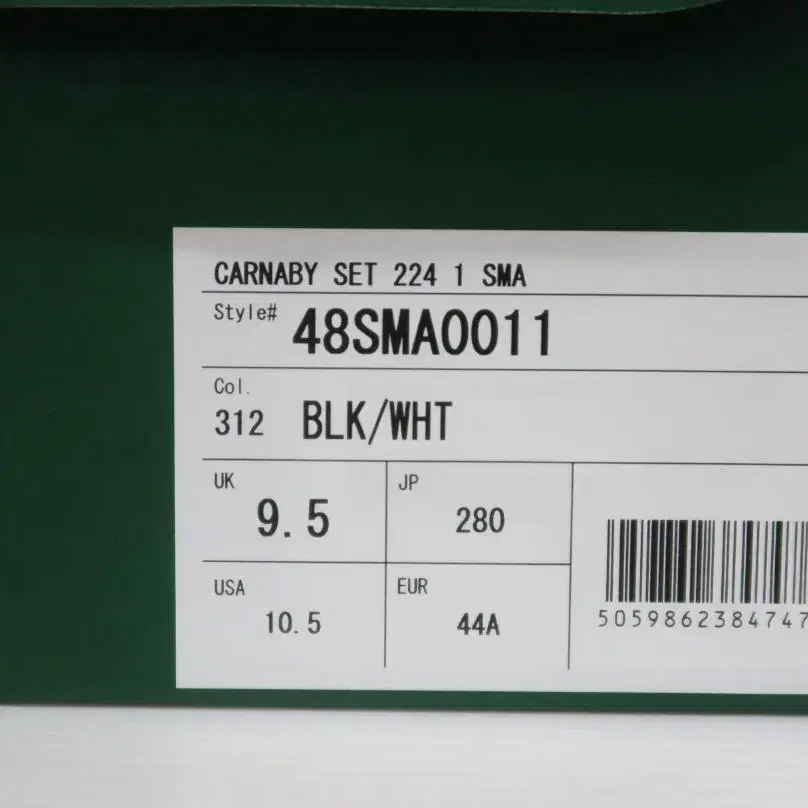 CARNABY SET 224 1 SMA
Style# 48SMA0011
Col.
312 BLK/WHT
UK
9.5
JP
280
USA
10.5
EUR
44A
5059862384747